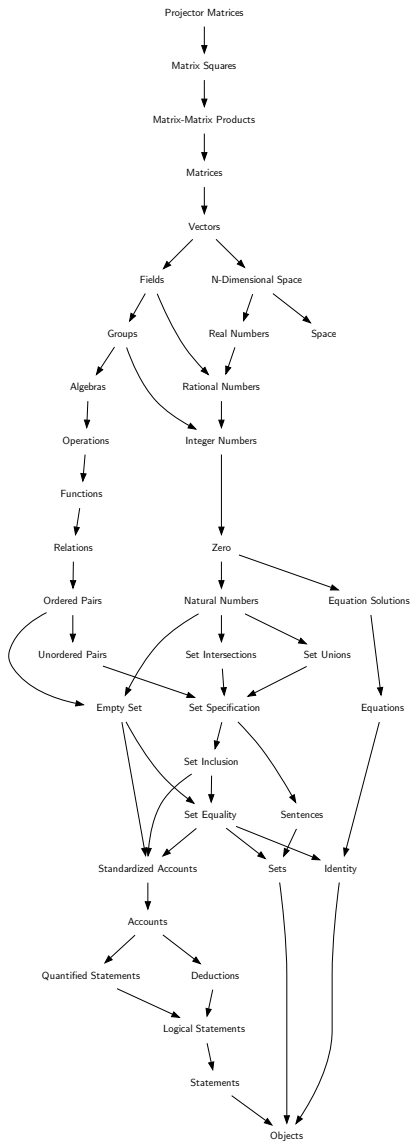 Projector Matrices
Matrix Squares
Matrix-Matrix Products
Matrices
Vectors
Fields
N-Dimensional Space
Groups
Real Numbers
Space
Algebras
Rational Numbers
Operations
Integer Numbers
Functions
Relations
Zero
Ordered Pairs
Natural Numbers
Equation Solutions
Unordered Pairs
Set Intersections
Set Unions
Empty Set
Set Specification
Equations
Set Inclusion
Set Equality
Sentences
Standardized Accounts
Sets
Identity
Accounts
Quantified Statements
Deductions
Logical Statements
Statements
Objects